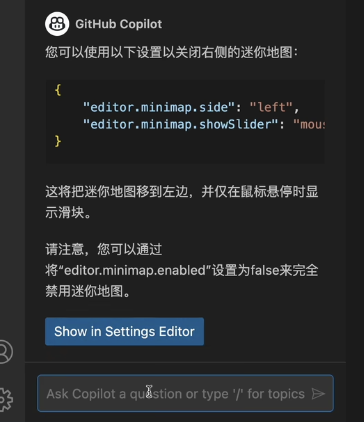 GitHub Copilot
您可以使用以下设置以关闭右侧的迷你地图：
{
"editor.minimap.side": "left",
"editor.minimap.showSlider": "mous
}
这将把迷你地图移到左边，并仅在鼠标悬停时显
示滑块。
请注意，您可以通过
将“editor.minimap.enabled”设置为false来完全
禁用迷你地图。
Show in Settings Editor
Ask Copilot a question or type '/' for topics